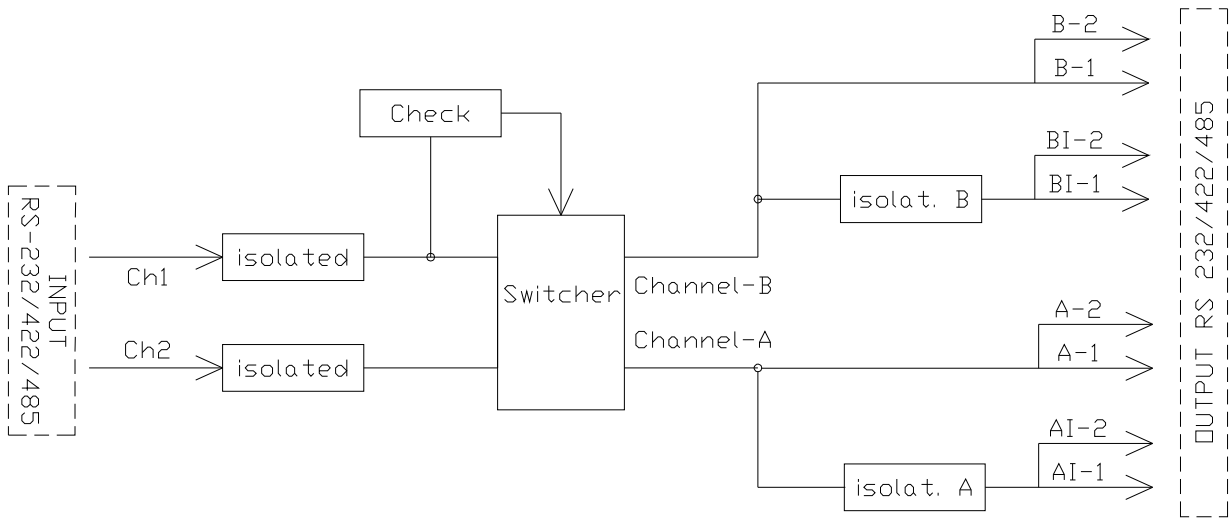 INPUT
RS-232/422/485
Ch1
Ch2
isolated
isolated
Check
Switcher
Channel-B
Channel-A
isolat. B
isolat. A
B-2
B-1
BI-2
BI-1
A-2
A-1
AI-2
AI-1
OUTPUT RS 232/422/485